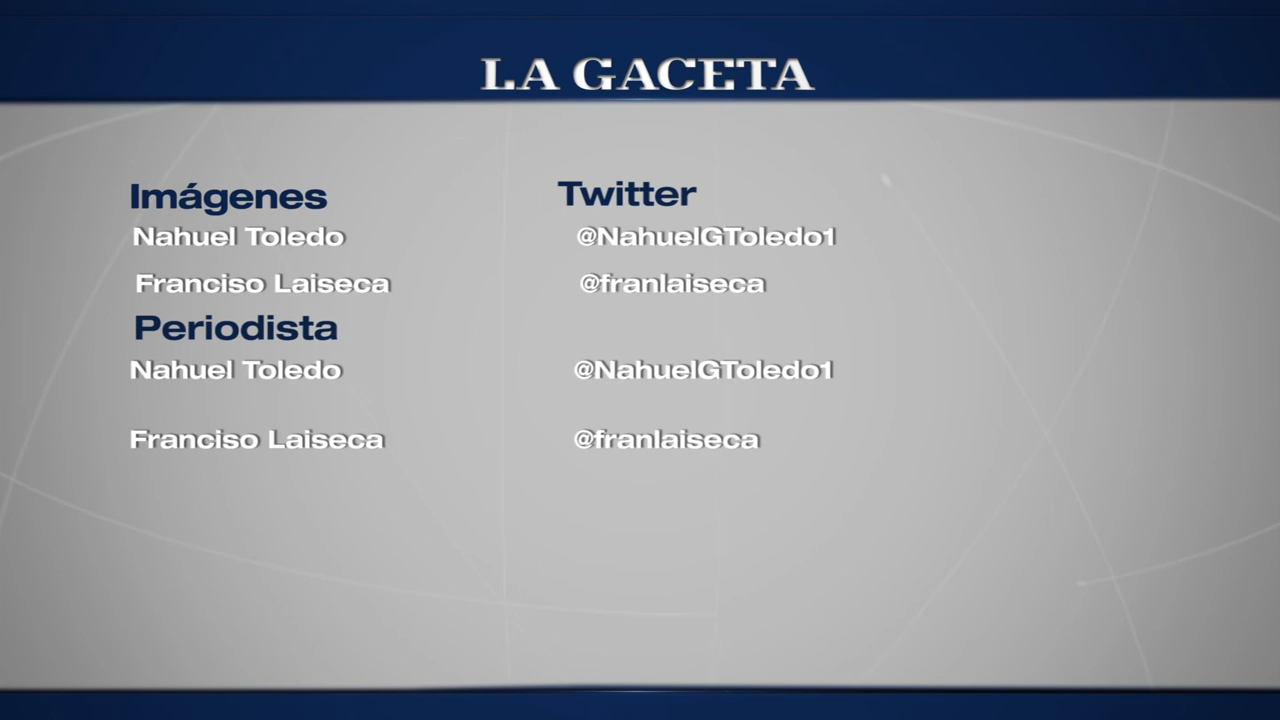 LA GACETA
Imágenes Twitter
Nahuel Toledo @NahuelGToledo1
Franciso Laiseca @franlaiseca
Periodista
Nahuel Toledo @NahuelGToledo1
Franciso Laiseca @franlaiseca